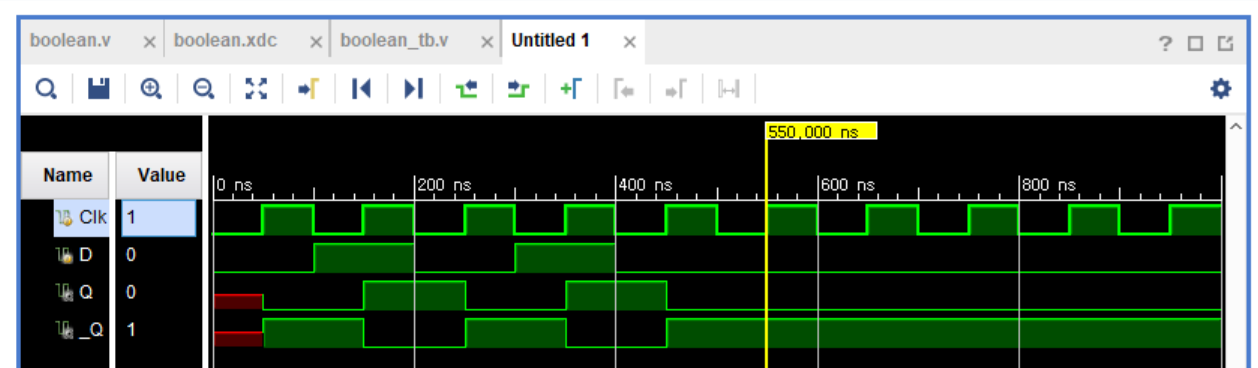 boolean.v × boolean.xdc × boolean_tb.v × Untitled 1 ×
?
550,000 ns
Name Value
0 ns 200 ns 400 ns 600 ns 800 ns
Clk 1
D 0
Q 0
_Q 1